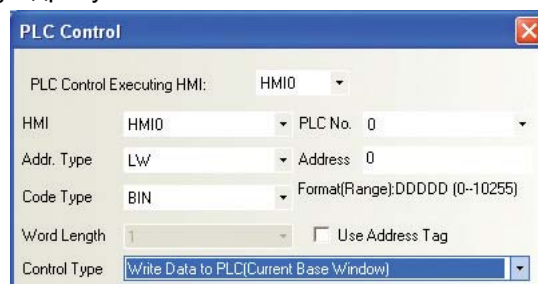 PLC Control
PLC Control Executing HMI: HMI0
HMI HMI0 PLC No. 0
Addr. Type LW Address 0
Code Type BIN Format(Range):DDDDD (0--10255)
Word Length 1 Use Address Tag
Control Type Write Data to PLC(Current Base Window)